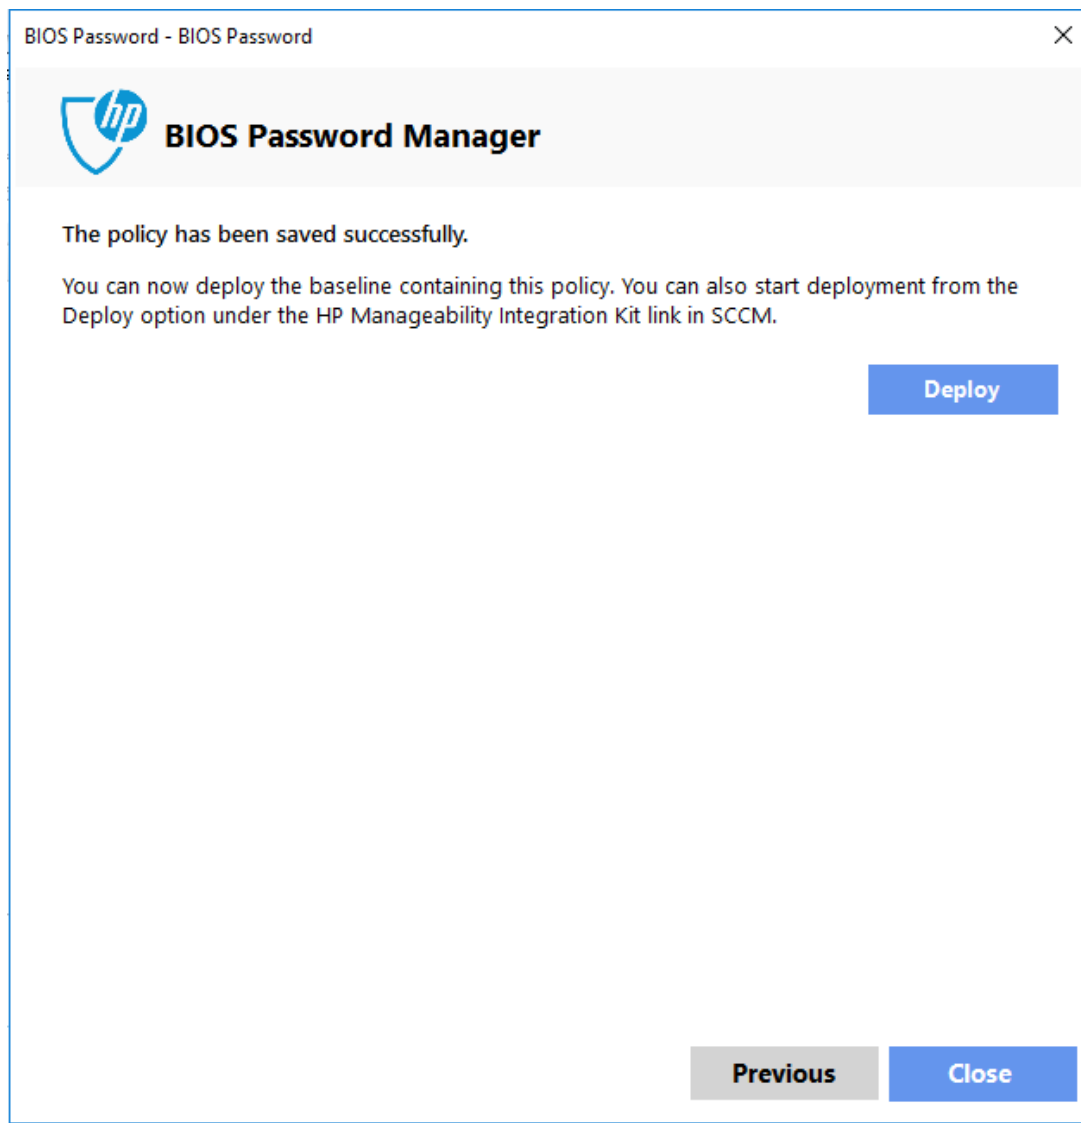 BIOS Password - BIOS Password
hp
BIOS Password Manager
The policy has been saved successfully.
You can now deploy the baseline containing this policy. You can also start deployment from the
Deploy option under the HP Manageability Integration Kit link in SCCM.
Deploy
Previous
Close